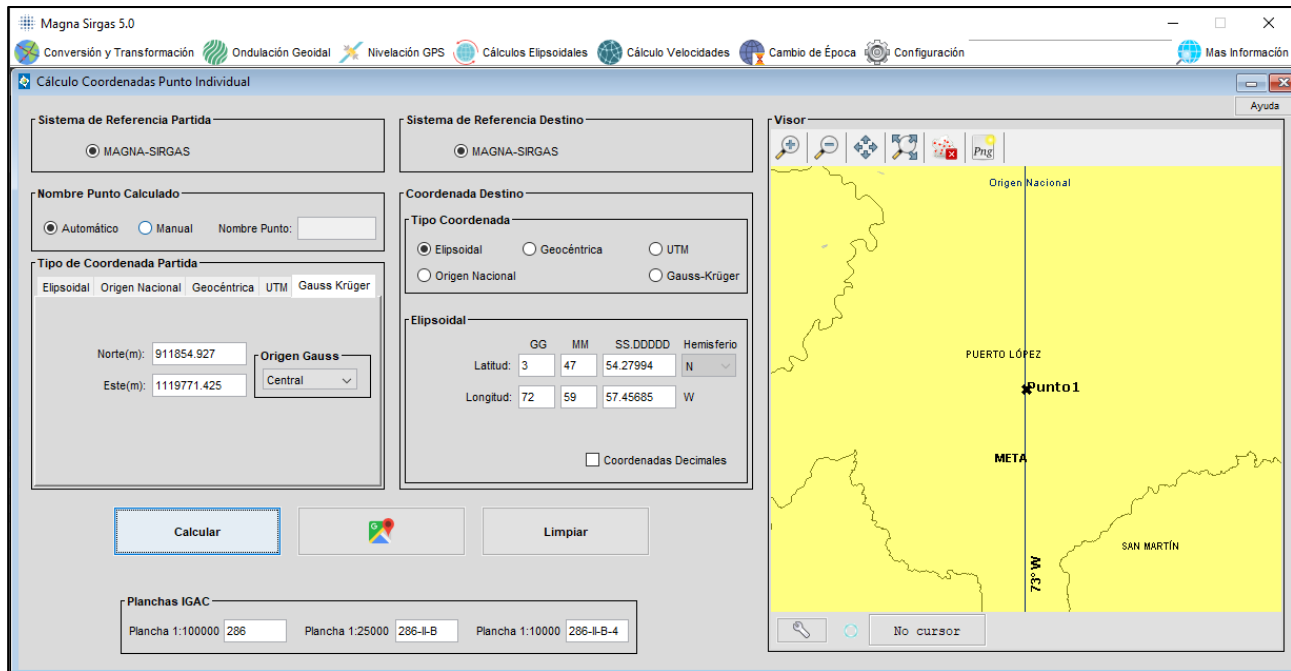 Magna Sirgas 5.0
Conversión y Transformación Ondulación Geoidal Nivelación GPS Cálculos Elipsoidales Cálculo Velocidades Cambio de Época Configuración Mas Información
Cálculo Coordenadas Punto Individual
Ayuda
Sistema de Referencia Partida
MAGNA-SIRGAS
Nombre Punto Calculado
Automático Manual Nombre Punto:
Tipo de Coordenada Partida
Elipsoidal Origen Nacional Geocéntrica UTM Gauss Krüger
Norte(m): 911854.927
Este(m): 1119771.425
Origen Gauss
Central
Sistema de Referencia Destino
MAGNA-SIRGAS
Coordenada Destino
Tipo Coordenada
Elipsoidal Geocéntrica UTM
Origen Nacional Gauss-Krüger
Elipsoidal
GG MM SS.DDDDD Hemisferio
Latitud: 3 47 54.27994 N
Longitud: 72 59 57.45685 W
Coordenadas Decimales
Calcular Limpiar
Planchas IGAC
Plancha 1:100000 286 Plancha 1:25000 286-II-B Plancha 1:10000 286-II-B-4
Visor
Png
Origen Nacional
PUERTO LÓPEZ
Punto1
META
SAN MARTÍN
73° W
No cursor